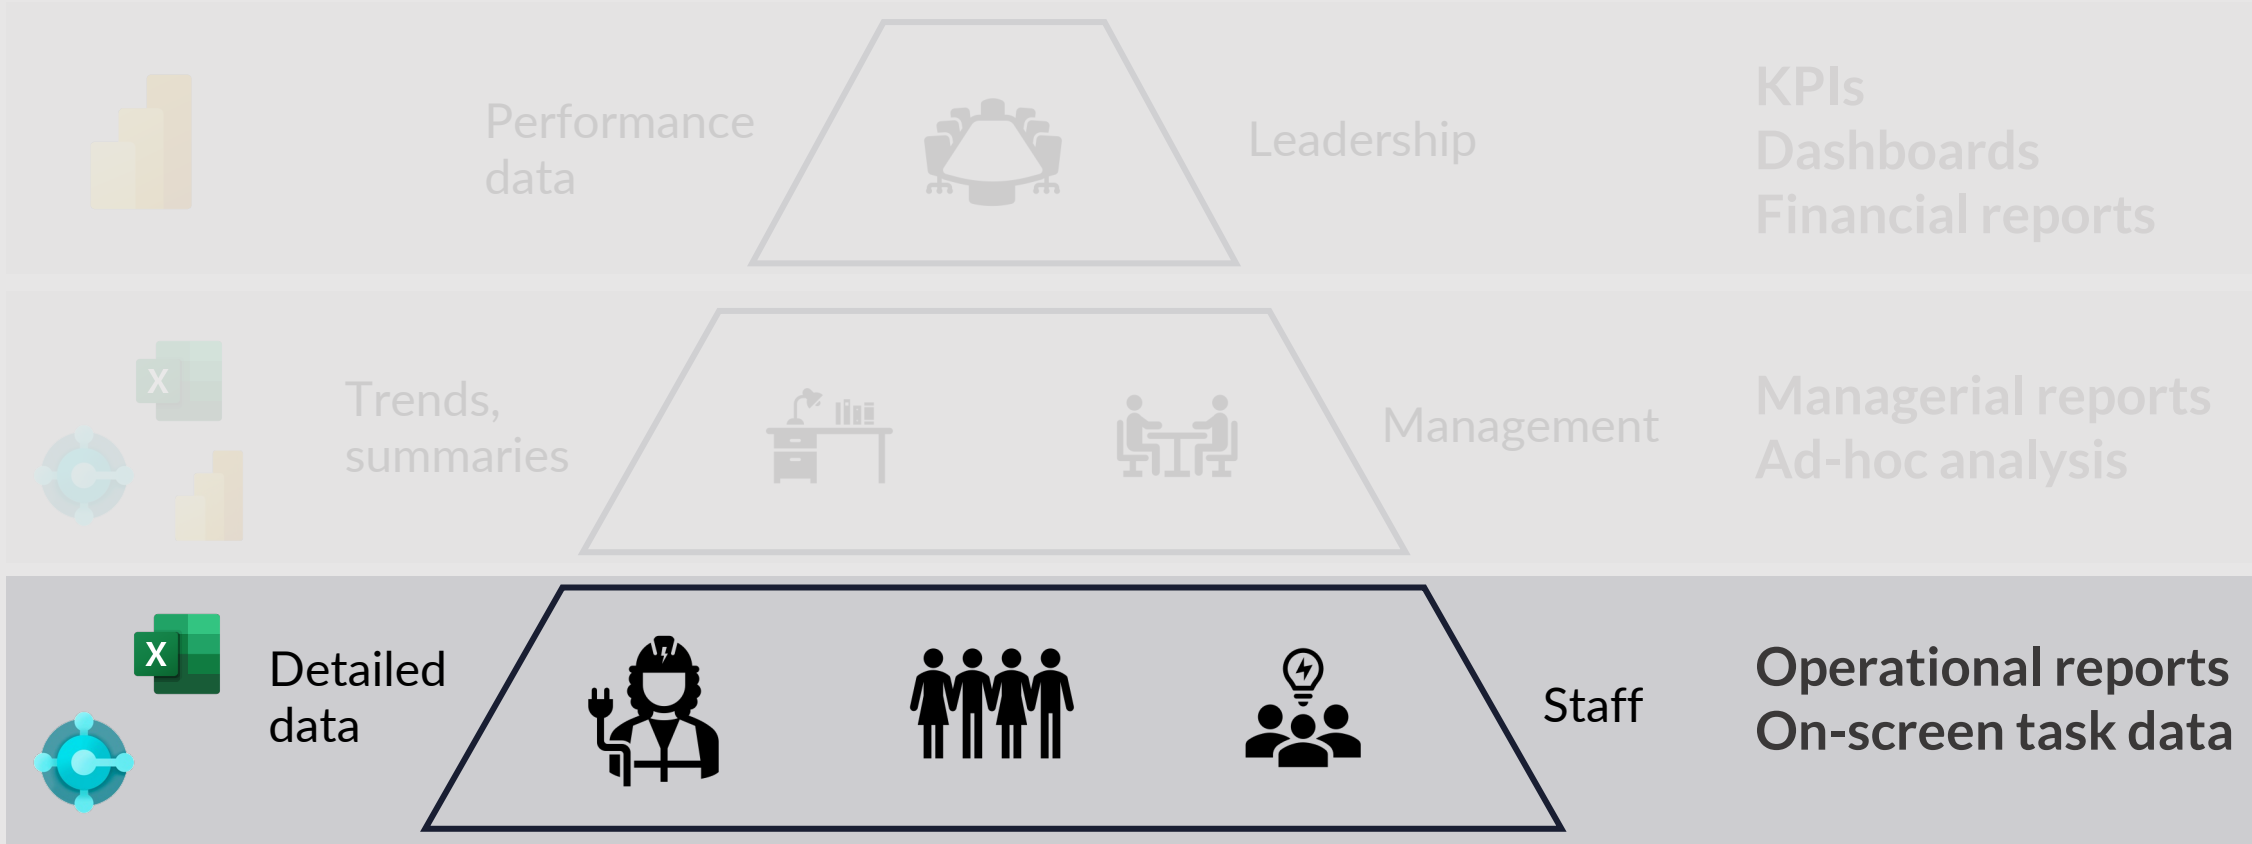 Performance
data
Leadership
KPIs
Dashboards
Financial reports
X
Trends,
summaries
Management
Managerial reports
Ad-hoc analysis
X
Detailed
data
Staff
Operational reports
On-screen task data